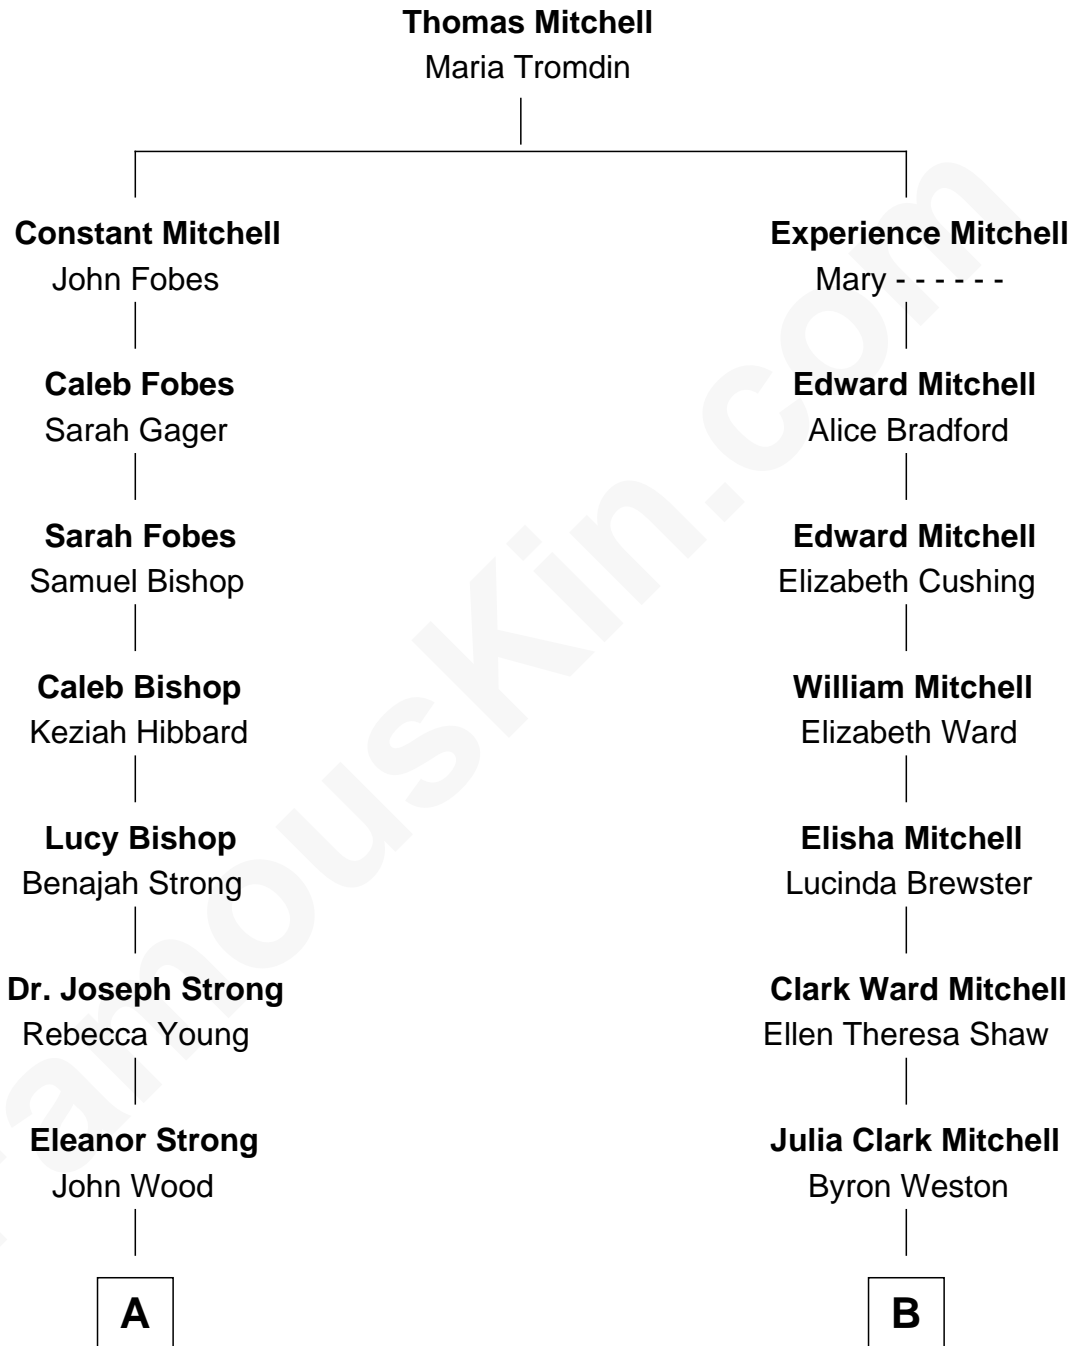 Thomas Mitchell
Maria Tromdin
Constant Mitchell
John Fobes
Experience Mitchell
Mary - - - - - -
Caleb Fobes
Sarah Gager
Edward Mitchell
Alice Bradford
Sarah Fobes
Samuel Bishop
Edward Mitchell
Elizabeth Cushing
Caleb Bishop
Keziah Hibbard
William Mitchell
Elizabeth Ward
Lucy Bishop
Benajah Strong
Elisha Mitchell
Lucinda Brewster
Dr. Joseph Strong
Rebecca Young
Clark Ward Mitchell
Ellen Theresa Shaw
Eleanor Strong
John Wood
Julia Clark Mitchell
Byron Weston
A
B
FamousKin.com